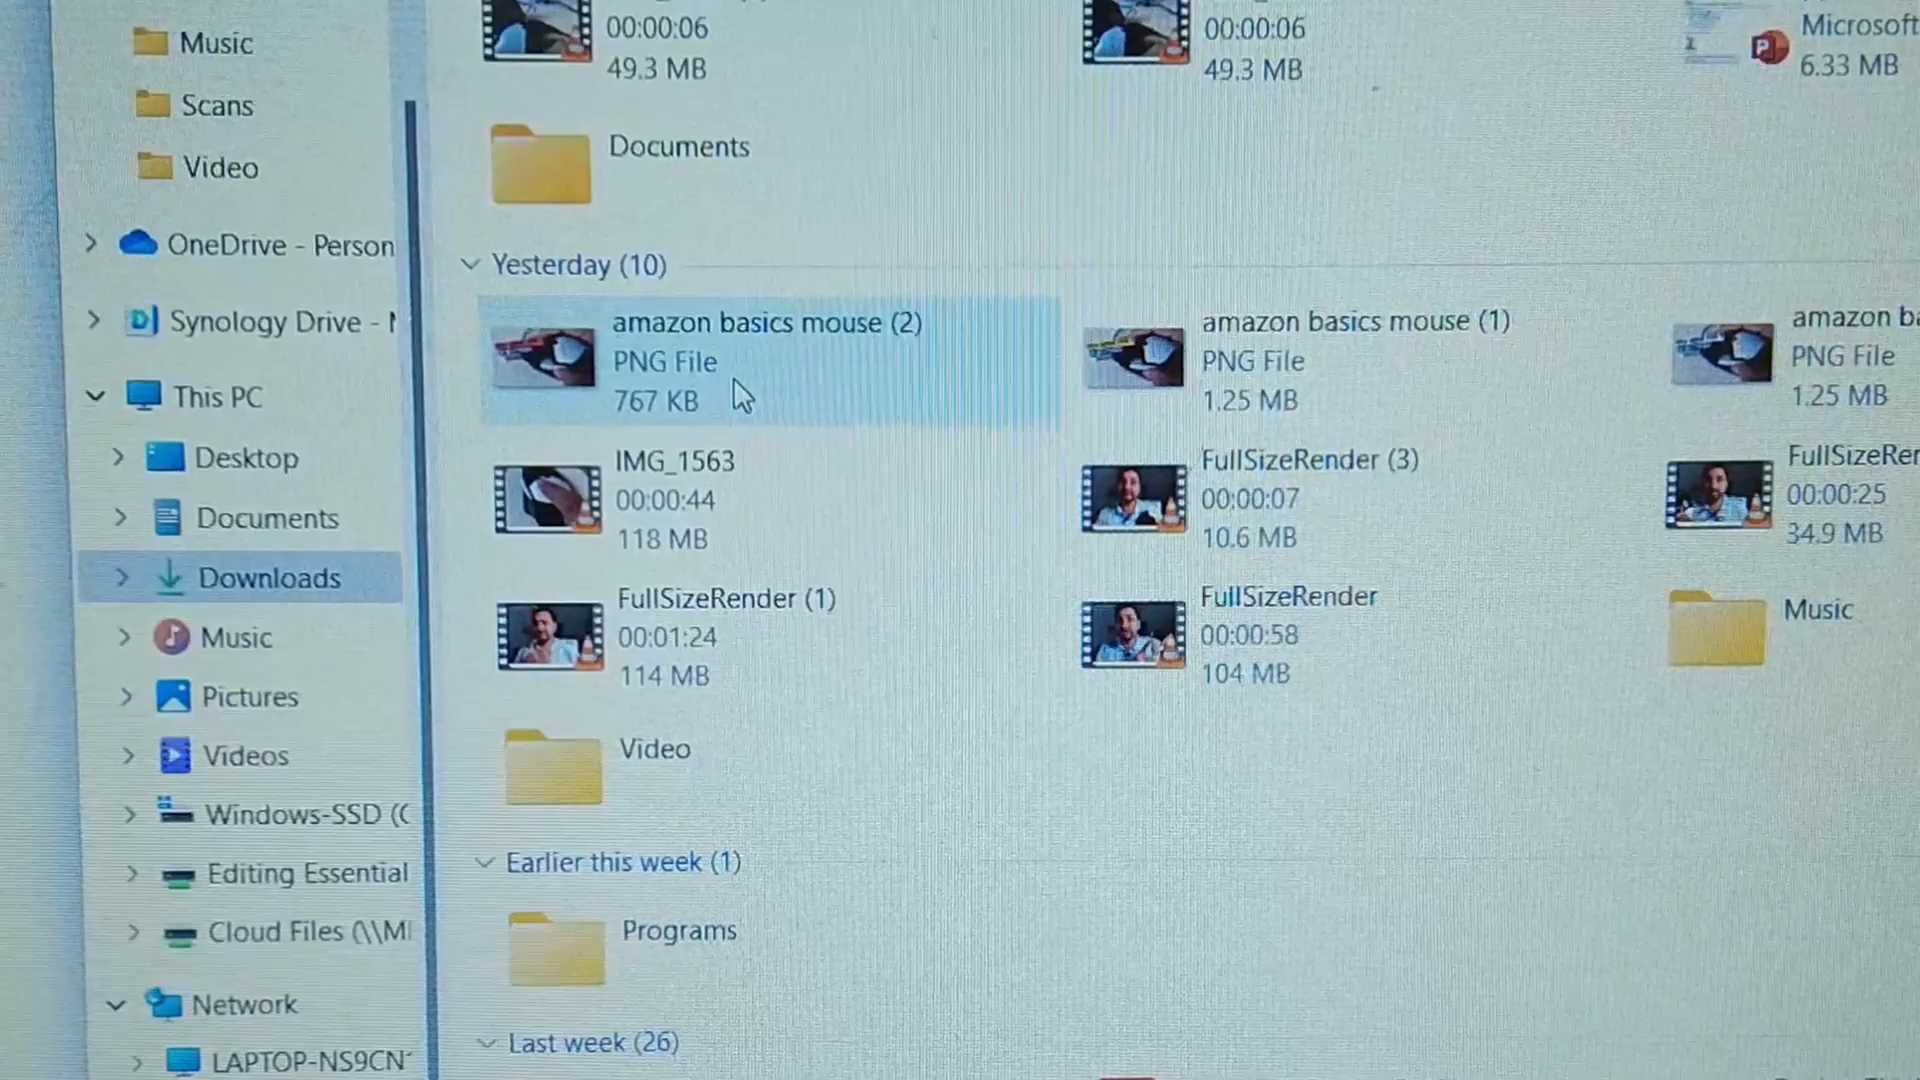 Music
Scans
Video
OneDrive - Person
Synology Drive -
This PC
Desktop
Documents
Downloads
Music
Pictures
Videos
Windows-SSD (C
Editing Essential
Cloud Files (\\M
Network
LAPTOP-NS9CN
00:00:06
49.3 MB
00:00:06
49.3 MB
Microsoft
6.33 MB
Documents
Yesterday (10)
amazon basics mouse (2)
PNG File
767 KB
amazon basics mouse (1)
PNG File
1.25 MB
amazon ba
PNG File
1.25 MB
IMG_1563
00:00:44
118 MB
FullSizeRender (3)
00:00:07
10.6 MB
FullSizeRer
00:00:25
34.9 MB
FullSizeRender (1)
00:01:24
114 MB
FullSizeRender
00:00:58
104 MB
Music
Video
Earlier this week (1)
Programs
Last week (26)